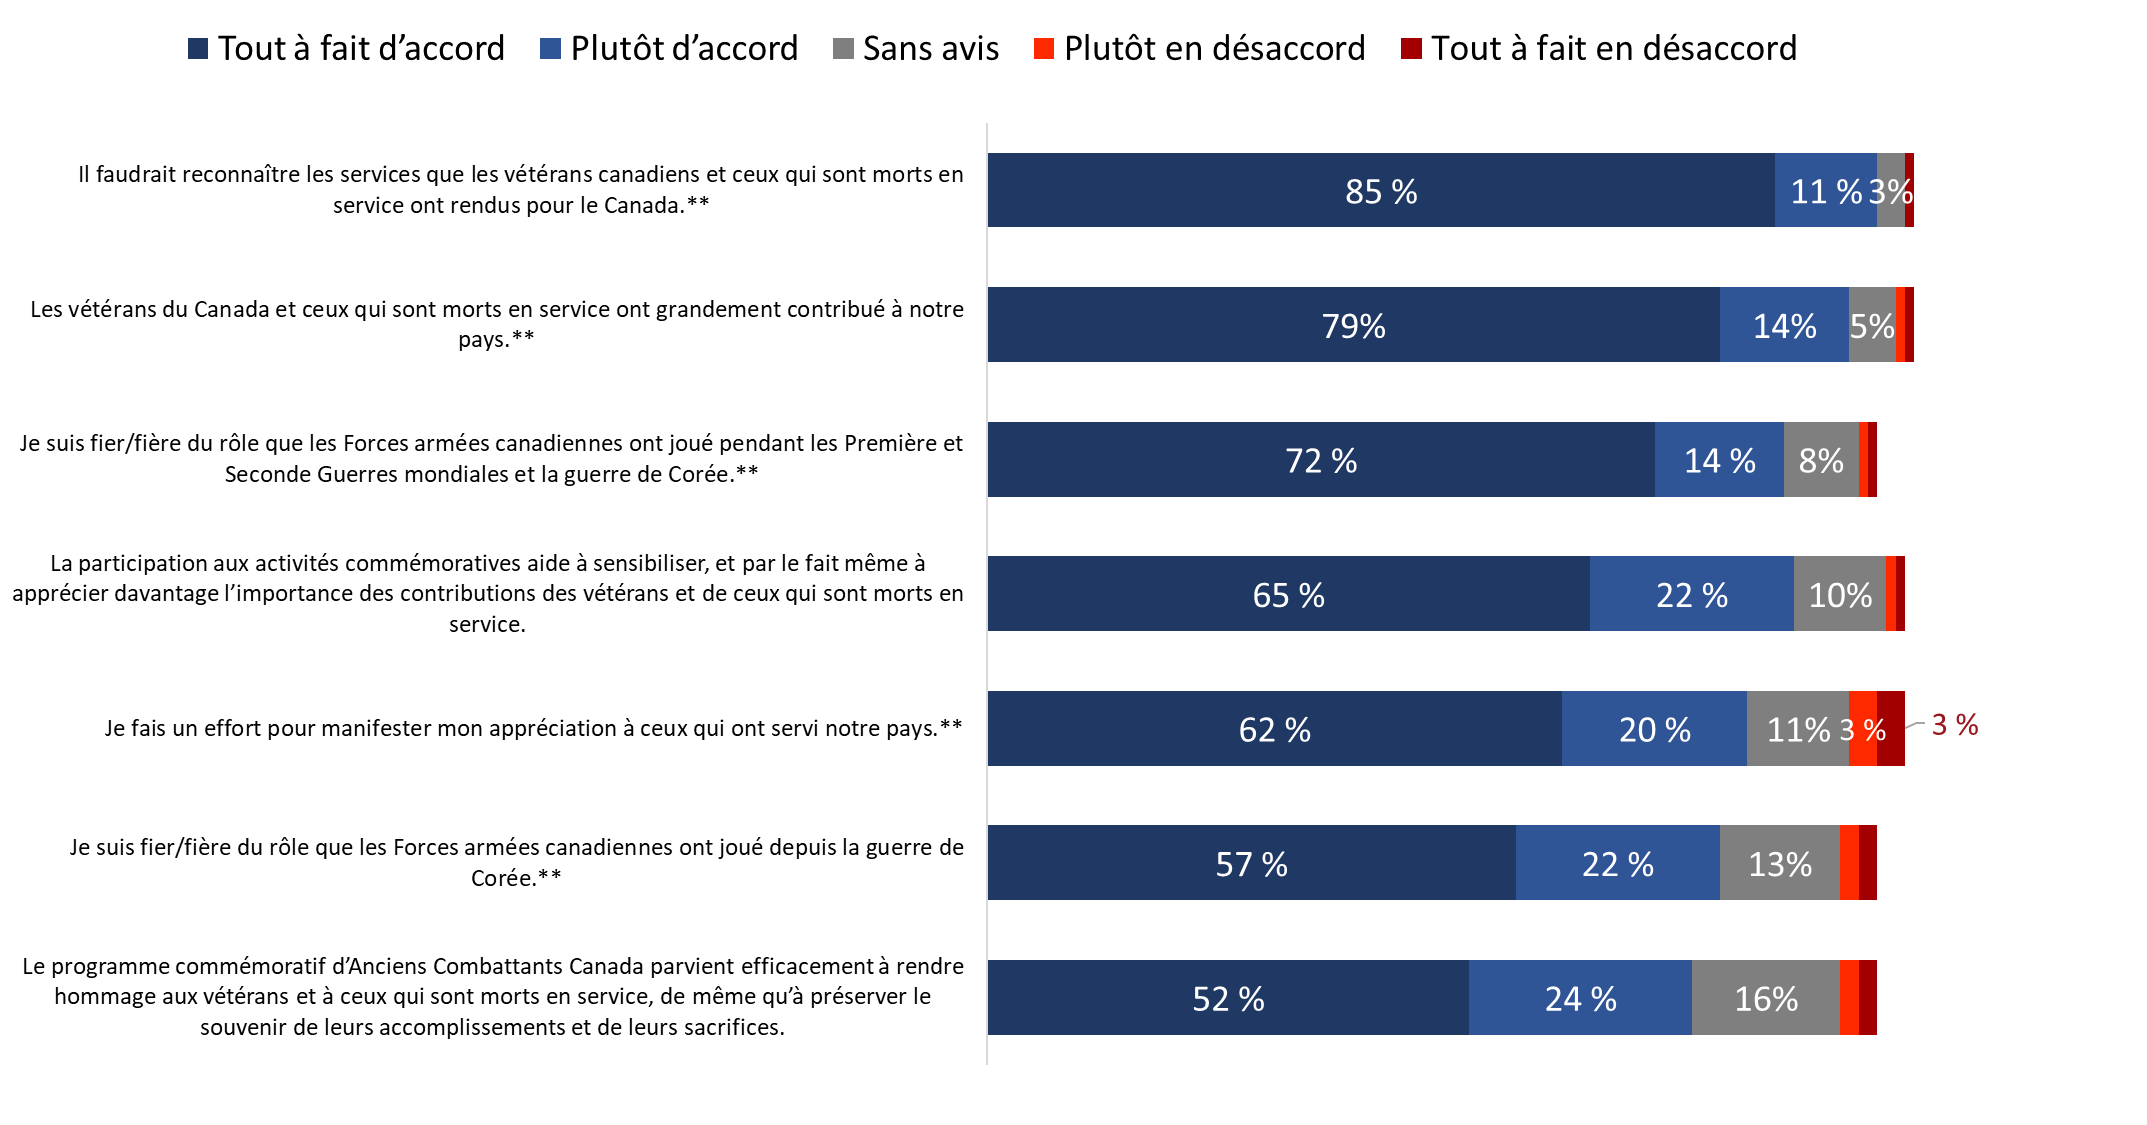 Tout à fait d’accord Plutôt d’accord Sans avis Plutôt en désaccord Tout à fait en désaccord
Il faudrait reconnaître les services que les vétérans canadiens et ceux qui sont morts en
service ont rendus pour le Canada.**
85 % 11 % 3%
Les vétérans du Canada et ceux qui sont morts en service ont grandement contribué à notre
pays.**
79% 14% 5%
Je suis fier/fière du rôle que les Forces armées canadiennes ont joué pendant les Première et
Seconde Guerres mondiales et la guerre de Corée.**
72 % 14 % 8%
La participation aux activités commémoratives aide à sensibiliser, et par le fait même à
apprécier davantage l’importance des contributions des vétérans et de ceux qui sont morts en
service.
65 % 22 % 10%
Je fais un effort pour manifester mon appréciation à ceux qui ont servi notre pays.**
62 % 20 % 11% 3 % 3 %
Je suis fier/fière du rôle que les Forces armées canadiennes ont joué depuis la guerre de
Corée.**
57 % 22 % 13%
Le programme commémoratif d’Anciens Combattants Canada parvient efficacement à rendre
hommage aux vétérans et à ceux qui sont morts en service, de même qu’à préserver le
souvenir de leurs accomplissements et de leurs sacrifices.
52 % 24 % 16%